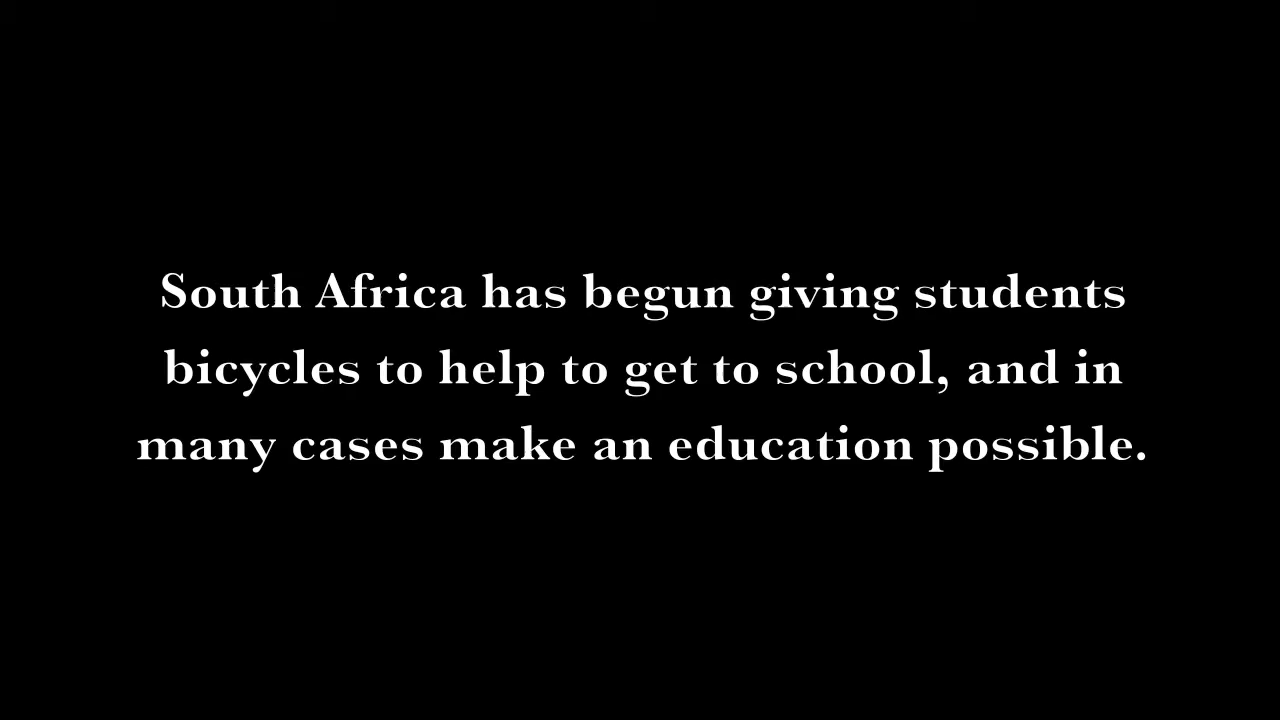 South Africa has begun giving students
bicycles to help to get to school, and in
many cases make an education possible.